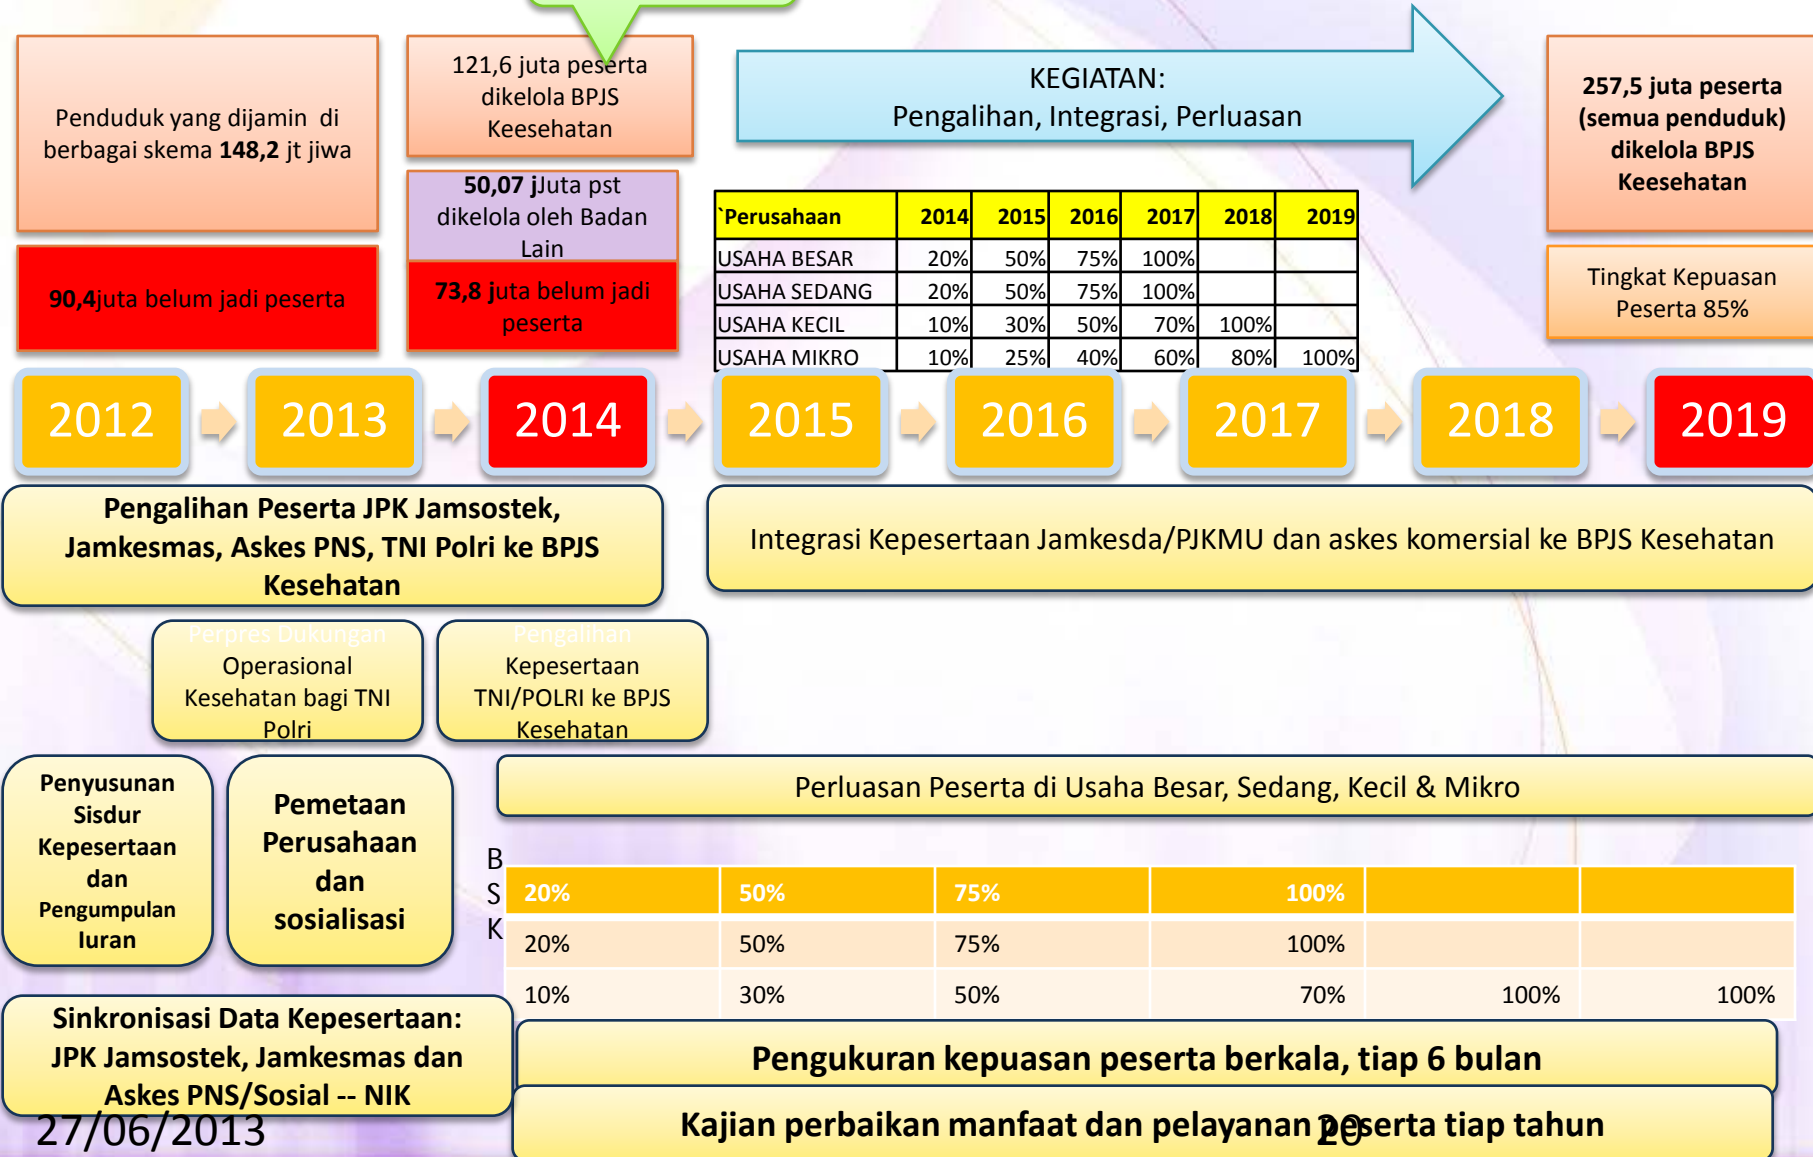 Penduduk yang dijamin di
berbagai skema 148,2 jt jiwa
90,4juta belum jadi peserta
121,6 juta peserta
dikelola BPJS
Keesehatan
50,07 jJuta pst
dikelola oleh Badan
Lain
73,8 juta belum jadi
peserta
KEGIATAN:
Pengalihan, Integrasi, Perluasan
257,5 juta peserta
(semua penduduk)
dikelola BPJS
Keesehatan
Tingkat Kepuasan
Peserta 85%
`Perusahaan 2014 2015 2016 2017 2018 2019
USAHA BESAR 20% 50% 75% 100%
USAHA SEDANG 20% 50% 75% 100%
USAHA KECIL 10% 30% 50% 70% 100%
USAHA MIKRO 10% 25% 40% 60% 80% 100%
2012 2013 2014 2015 2016 2017 2018 2019
Pengalihan Peserta JPK Jamsostek,
Jamkesmas, Askes PNS, TNI Polri ke BPJS
Kesehatan
Integrasi Kepesertaan Jamkesda/PJKMU dan askes komersial ke BPJS Kesehatan
Perpres Dukungan
Operasional
Kesehatan bagi TNI
Polri
Pengalihan
Kepesertaan
TNI/POLRI ke BPJS
Kesehatan
Penyusunan
Sisdur
Kepesertaan
dan
Pengumpulan
Iuran
Pemetaan
Perusahaan
dan
sosialisasi
Perluasan Peserta di Usaha Besar, Sedang, Kecil & Mikro
B
S
K
20% 50% 75% 100%
20% 50% 75% 100%
10% 30% 50% 70% 100% 100%
Sinkronisasi Data Kepesertaan:
JPK Jamsostek, Jamkesmas dan
Askes PNS/Sosial -- NIK
Pengukuran kepuasan peserta berkala, tiap 6 bulan
Kajian perbaikan manfaat dan pelayanan peserta tiap tahun
27/06/2013
20